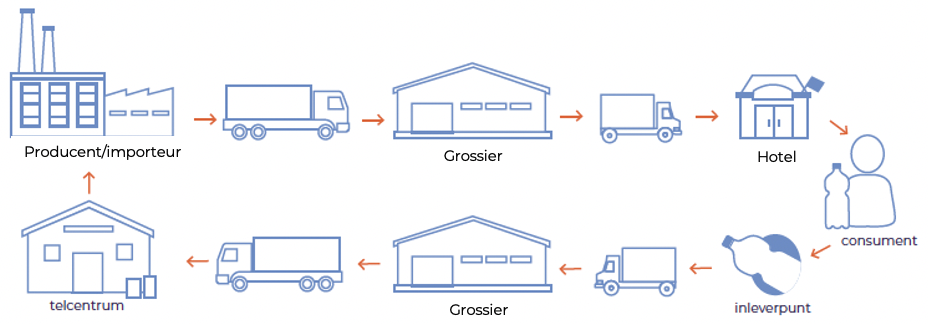 Producent/importeur
Grossier
Hotel
consument
inleverpunt
Grossier
telcentrum